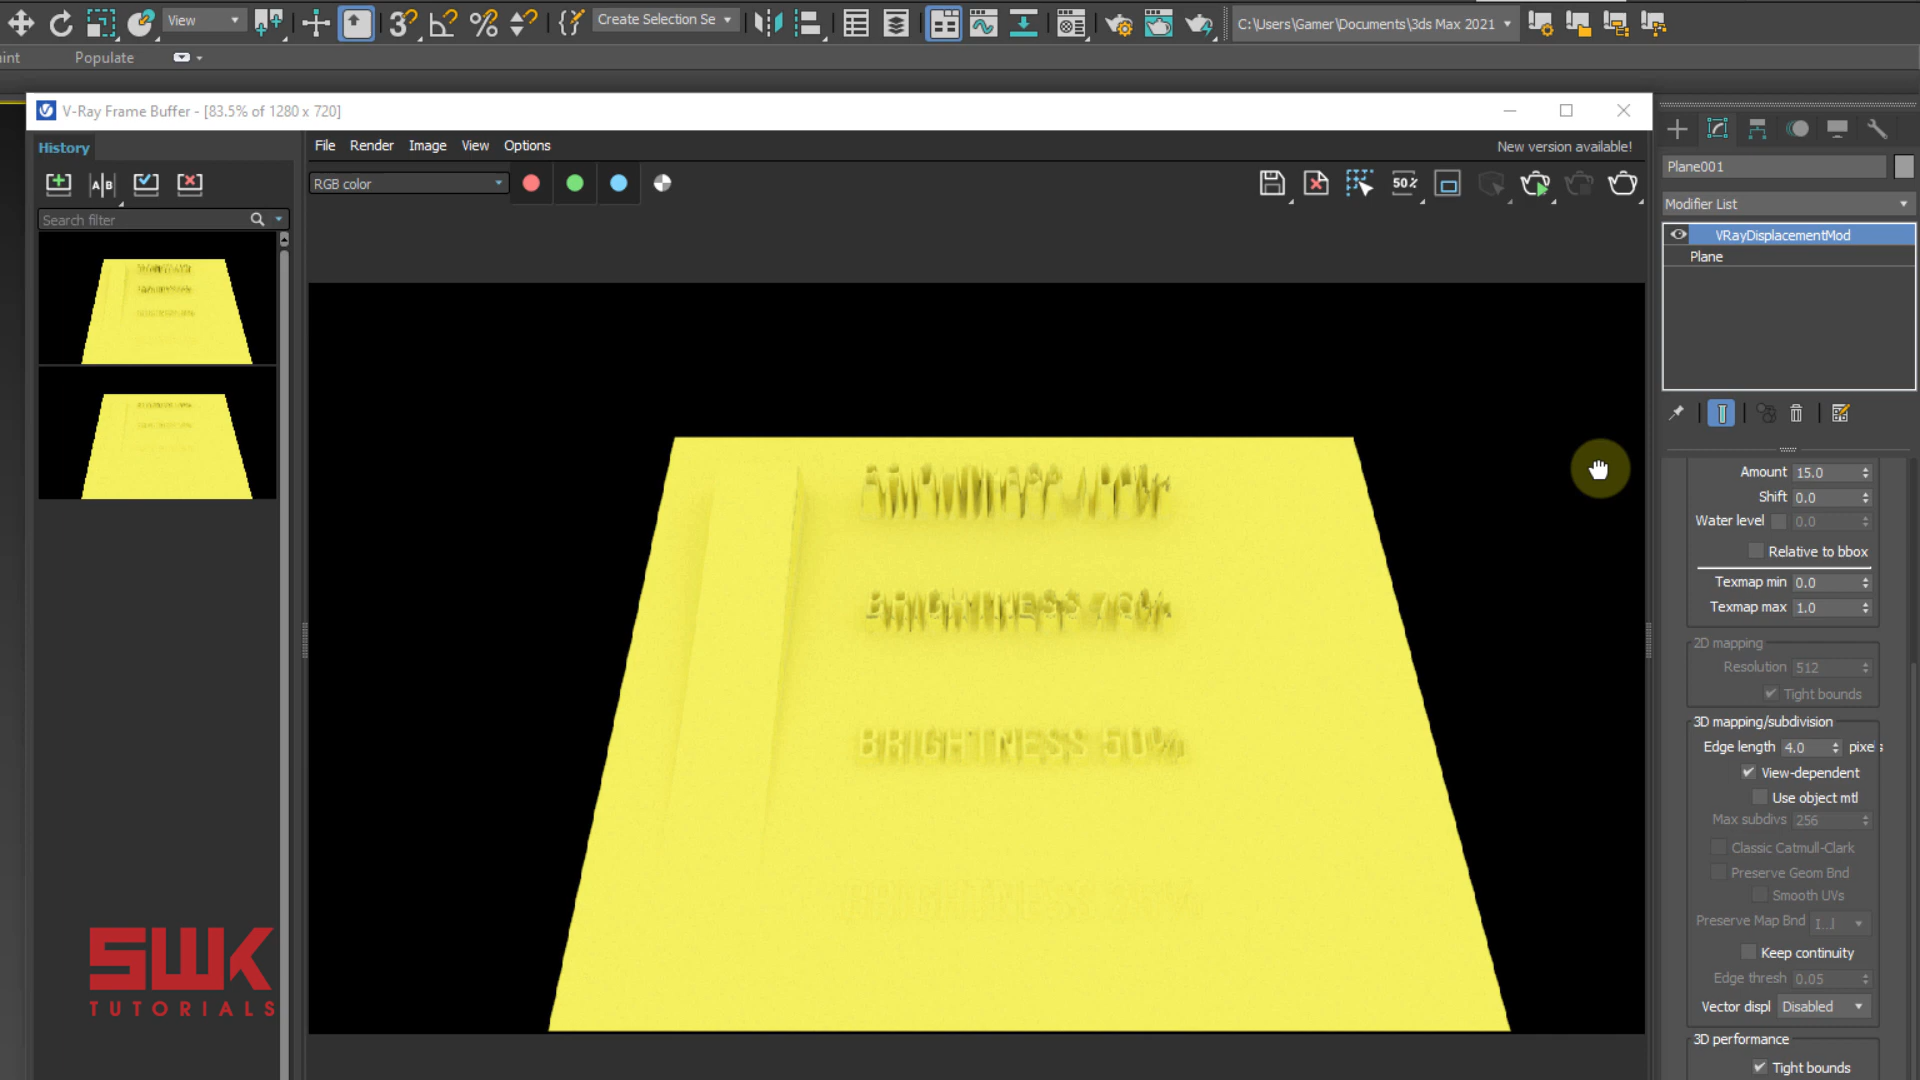 View
Create Selection Se
C:\Users\Gamer\Documents\3ds Max 2021
int
Populate
V-Ray Frame Buffer - [83.5% of 1280 x 720]
History
File
Render
Image
View
Options
New version available!
RGB color
50%
A|B
Search filter
Plane001
Modifier List
VRayDisplacementMod
Plane
Amount 15.0
Shift 0.0
Water level 0.0
Relative to bbox
Texmap min 0.0
Texmap max 1.0
2D mapping
Resolution 512
Tight bounds
3D mapping/subdivision
Edge length 4.0 pixels
View-dependent
Use object mtl
Max subdivs 256
Classic Catmull-Clark
Preserve Geom Bnd
Smooth UVs
Preserve Map Bnd I...l
Keep continuity
Edge thresh 0.05
Vector displ Disabled
3D performance
Tight bounds
BRIGHTNESS
BRIGHTNESS 50%
BRIGHTNESS
SWK
TUTORIALS